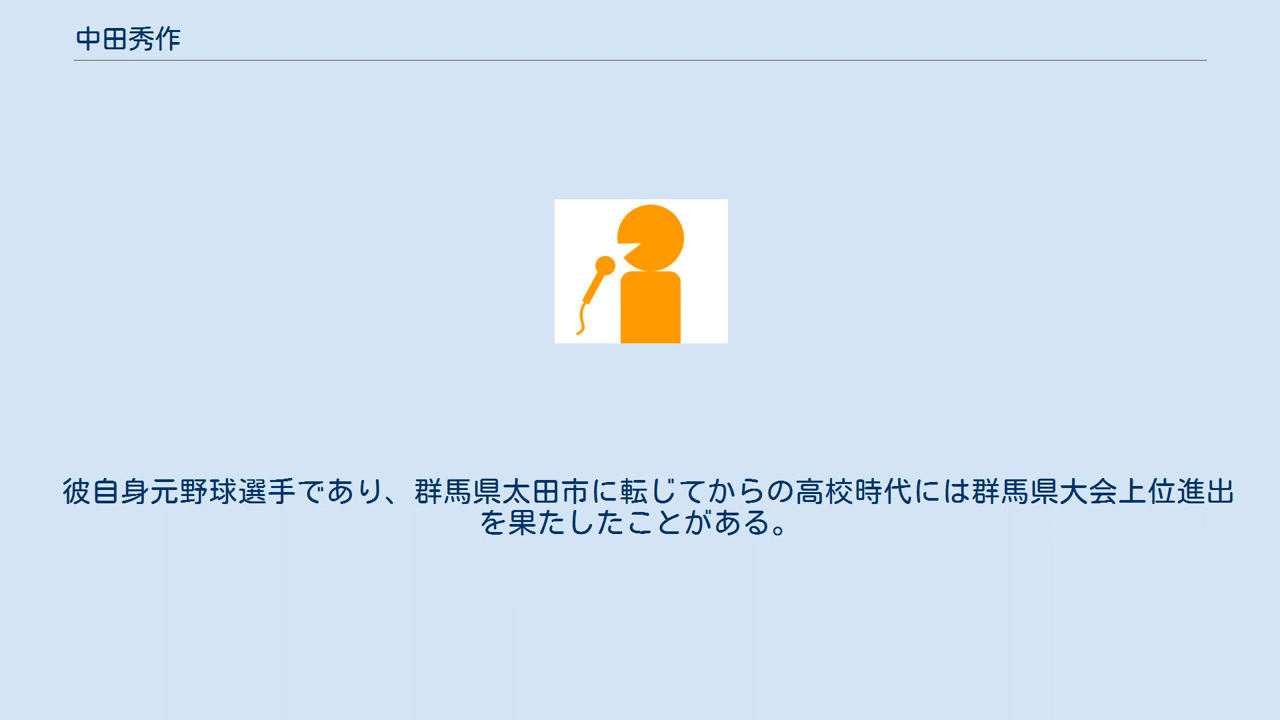 中田秀作
彼自身元野球選手であり、群馬県太田市に転じてからの高校時代には群馬県大会上位進出
を果たしたことがある。